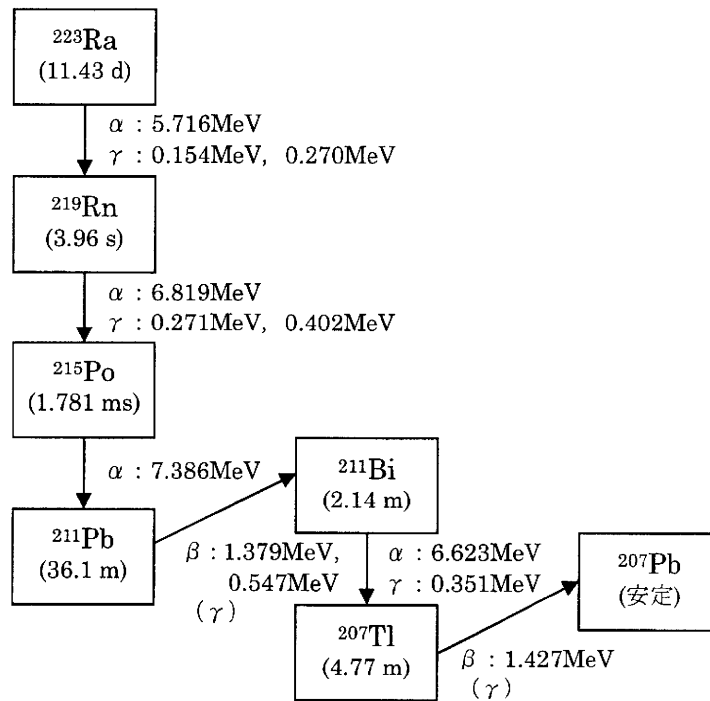 ²²³Ra
(11.43 d)
α : 5.716MeV
γ : 0.154MeV, 0.270MeV
²¹⁹Rn
(3.96 s)
α : 6.819MeV
γ : 0.271MeV, 0.402MeV
²¹⁵Po
(1.781 ms)
α : 7.386MeV
²¹¹Pb
(36.1 m)
β : 1.379MeV,
0.547MeV
(γ)
²¹¹Bi
(2.14 m)
α : 6.623MeV
γ : 0.351MeV
²⁰⁷Tl
(4.77 m)
β : 1.427MeV
(γ)
²⁰⁷Pb
(安定)